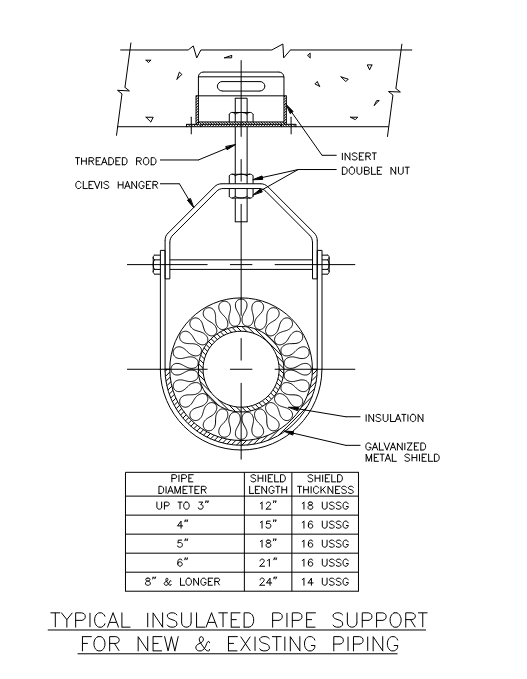 THREADED ROD
INSERT
DOUBLE NUT
CLEVIS HANGER
INSULATION
GALVANIZED
METAL SHIELD
PIPE DIAMETER SHIELD LENGTH SHIELD THICKNESS
UP TO 3" 12" 18 USSG
4" 15" 16 USSG
5" 18" 16 USSG
6" 21" 16 USSG
8" & LONGER 24" 14 USSG
TYPICAL INSULATED PIPE SUPPORT
FOR NEW & EXISTING PIPING